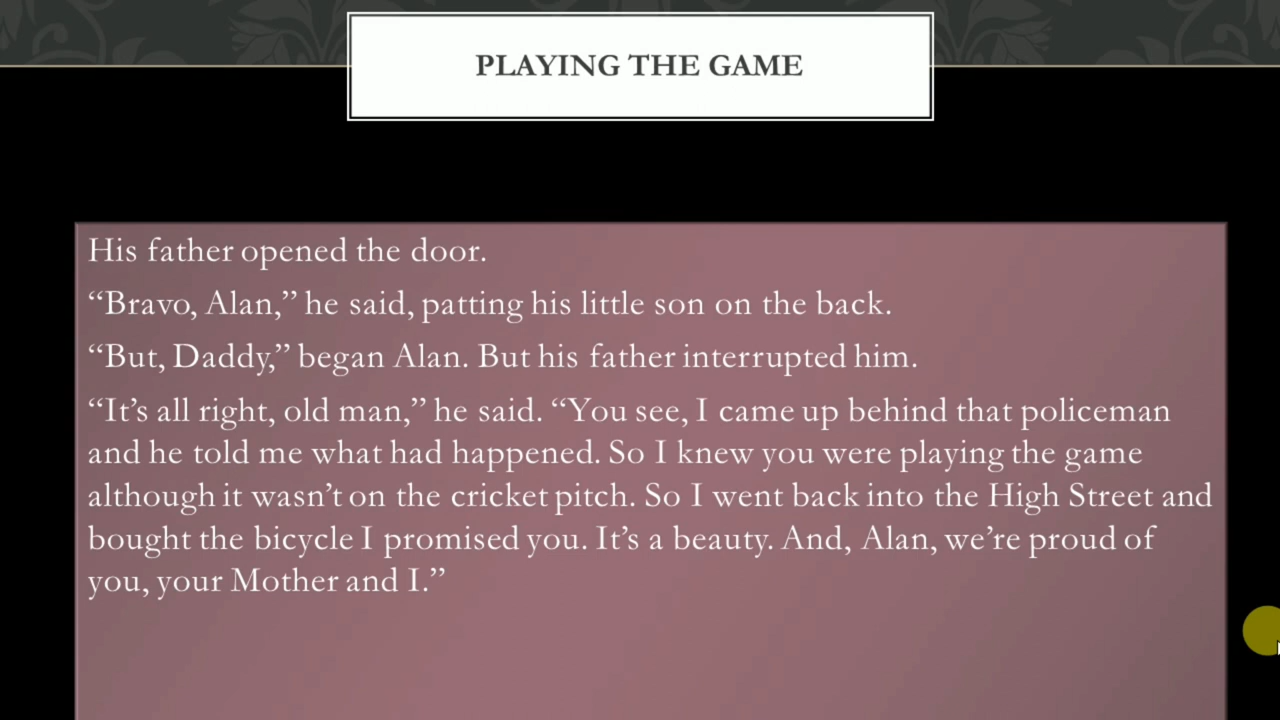 PLAYING THE GAME
His father opened the door.
“Bravo, Alan,” he said, patting his little son on the back.
“But, Daddy,” began Alan. But his father interrupted him.
“It’s all right, old man,” he said. “You see, I came up behind that policeman
and he told me what had happened. So I knew you were playing the game
although it wasn’t on the cricket pitch. So I went back into the High Street and
bought the bicycle I promised you. It’s a beauty. And, Alan, we’re proud of
you, your Mother and I.”